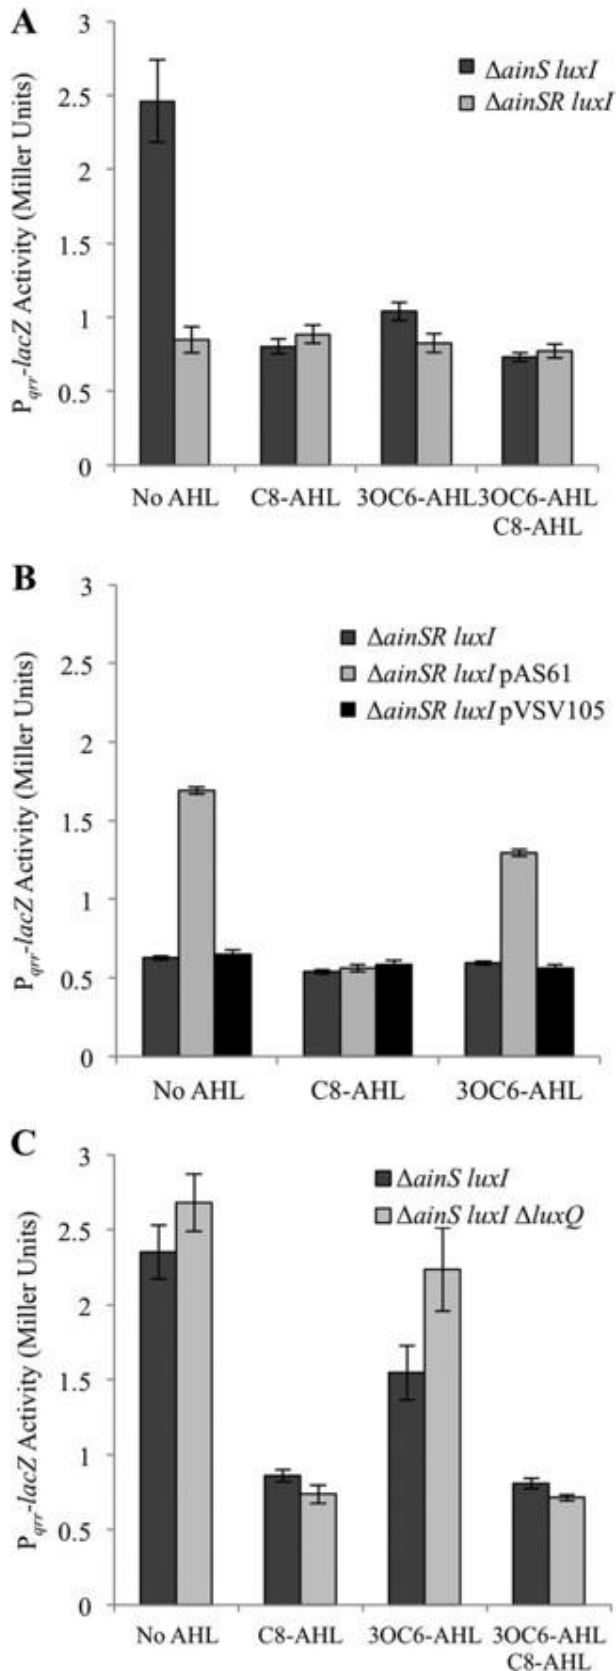 A
P_qrr-lacZ Activity (Miller Units)
3
2.5
2
1.5
1
0.5
0
ΔainS luxI
ΔainSR luxI
No AHL
C8-AHL
3OC6-AHL
3OC6-AHL
C8-AHL
B
P_qrr-lacZ Activity (Miller Units)
3
2.5
2
1.5
1
0.5
0
ΔainSR luxI
ΔainSR luxI pAS61
ΔainSR luxI pVSV105
No AHL
C8-AHL
3OC6-AHL
C
P_qrr-lacZ Activity (Miller Units)
3
2.5
2
1.5
1
0.5
0
ΔainS luxI
ΔainS luxI ΔluxQ
No AHL
C8-AHL
3OC6-AHL
3OC6-AHL
C8-AHL